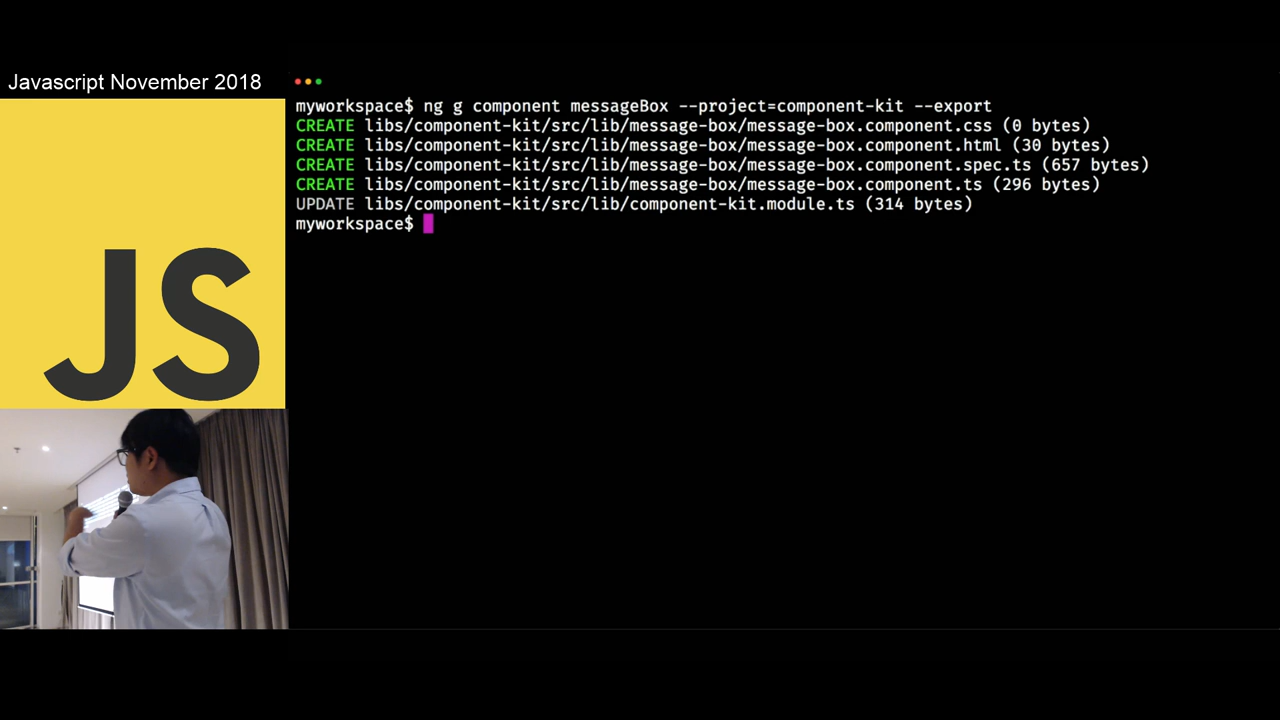 Javascript November 2018
JS
myworkspace$ ng g component messageBox --project=component-kit --export
CREATE libs/component-kit/src/lib/message-box/message-box.component.css (0 bytes)
CREATE libs/component-kit/src/lib/message-box/message-box.component.html (30 bytes)
CREATE libs/component-kit/src/lib/message-box/message-box.component.spec.ts (657 bytes)
CREATE libs/component-kit/src/lib/message-box/message-box.component.ts (296 bytes)
UPDATE libs/component-kit/src/lib/component-kit.module.ts (314 bytes)
myworkspace$